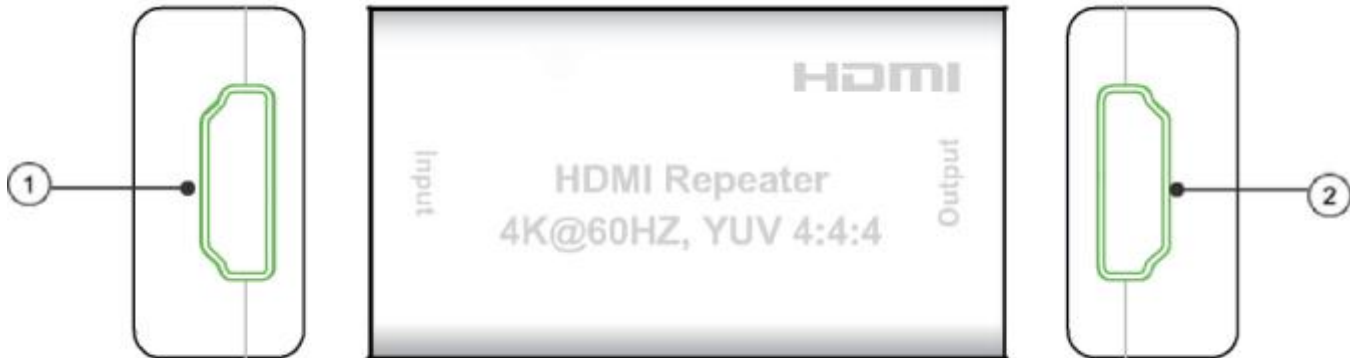 HDMI
1
Input
HDMI Repeater
4K@60HZ, YUV 4:4:4
Output
2